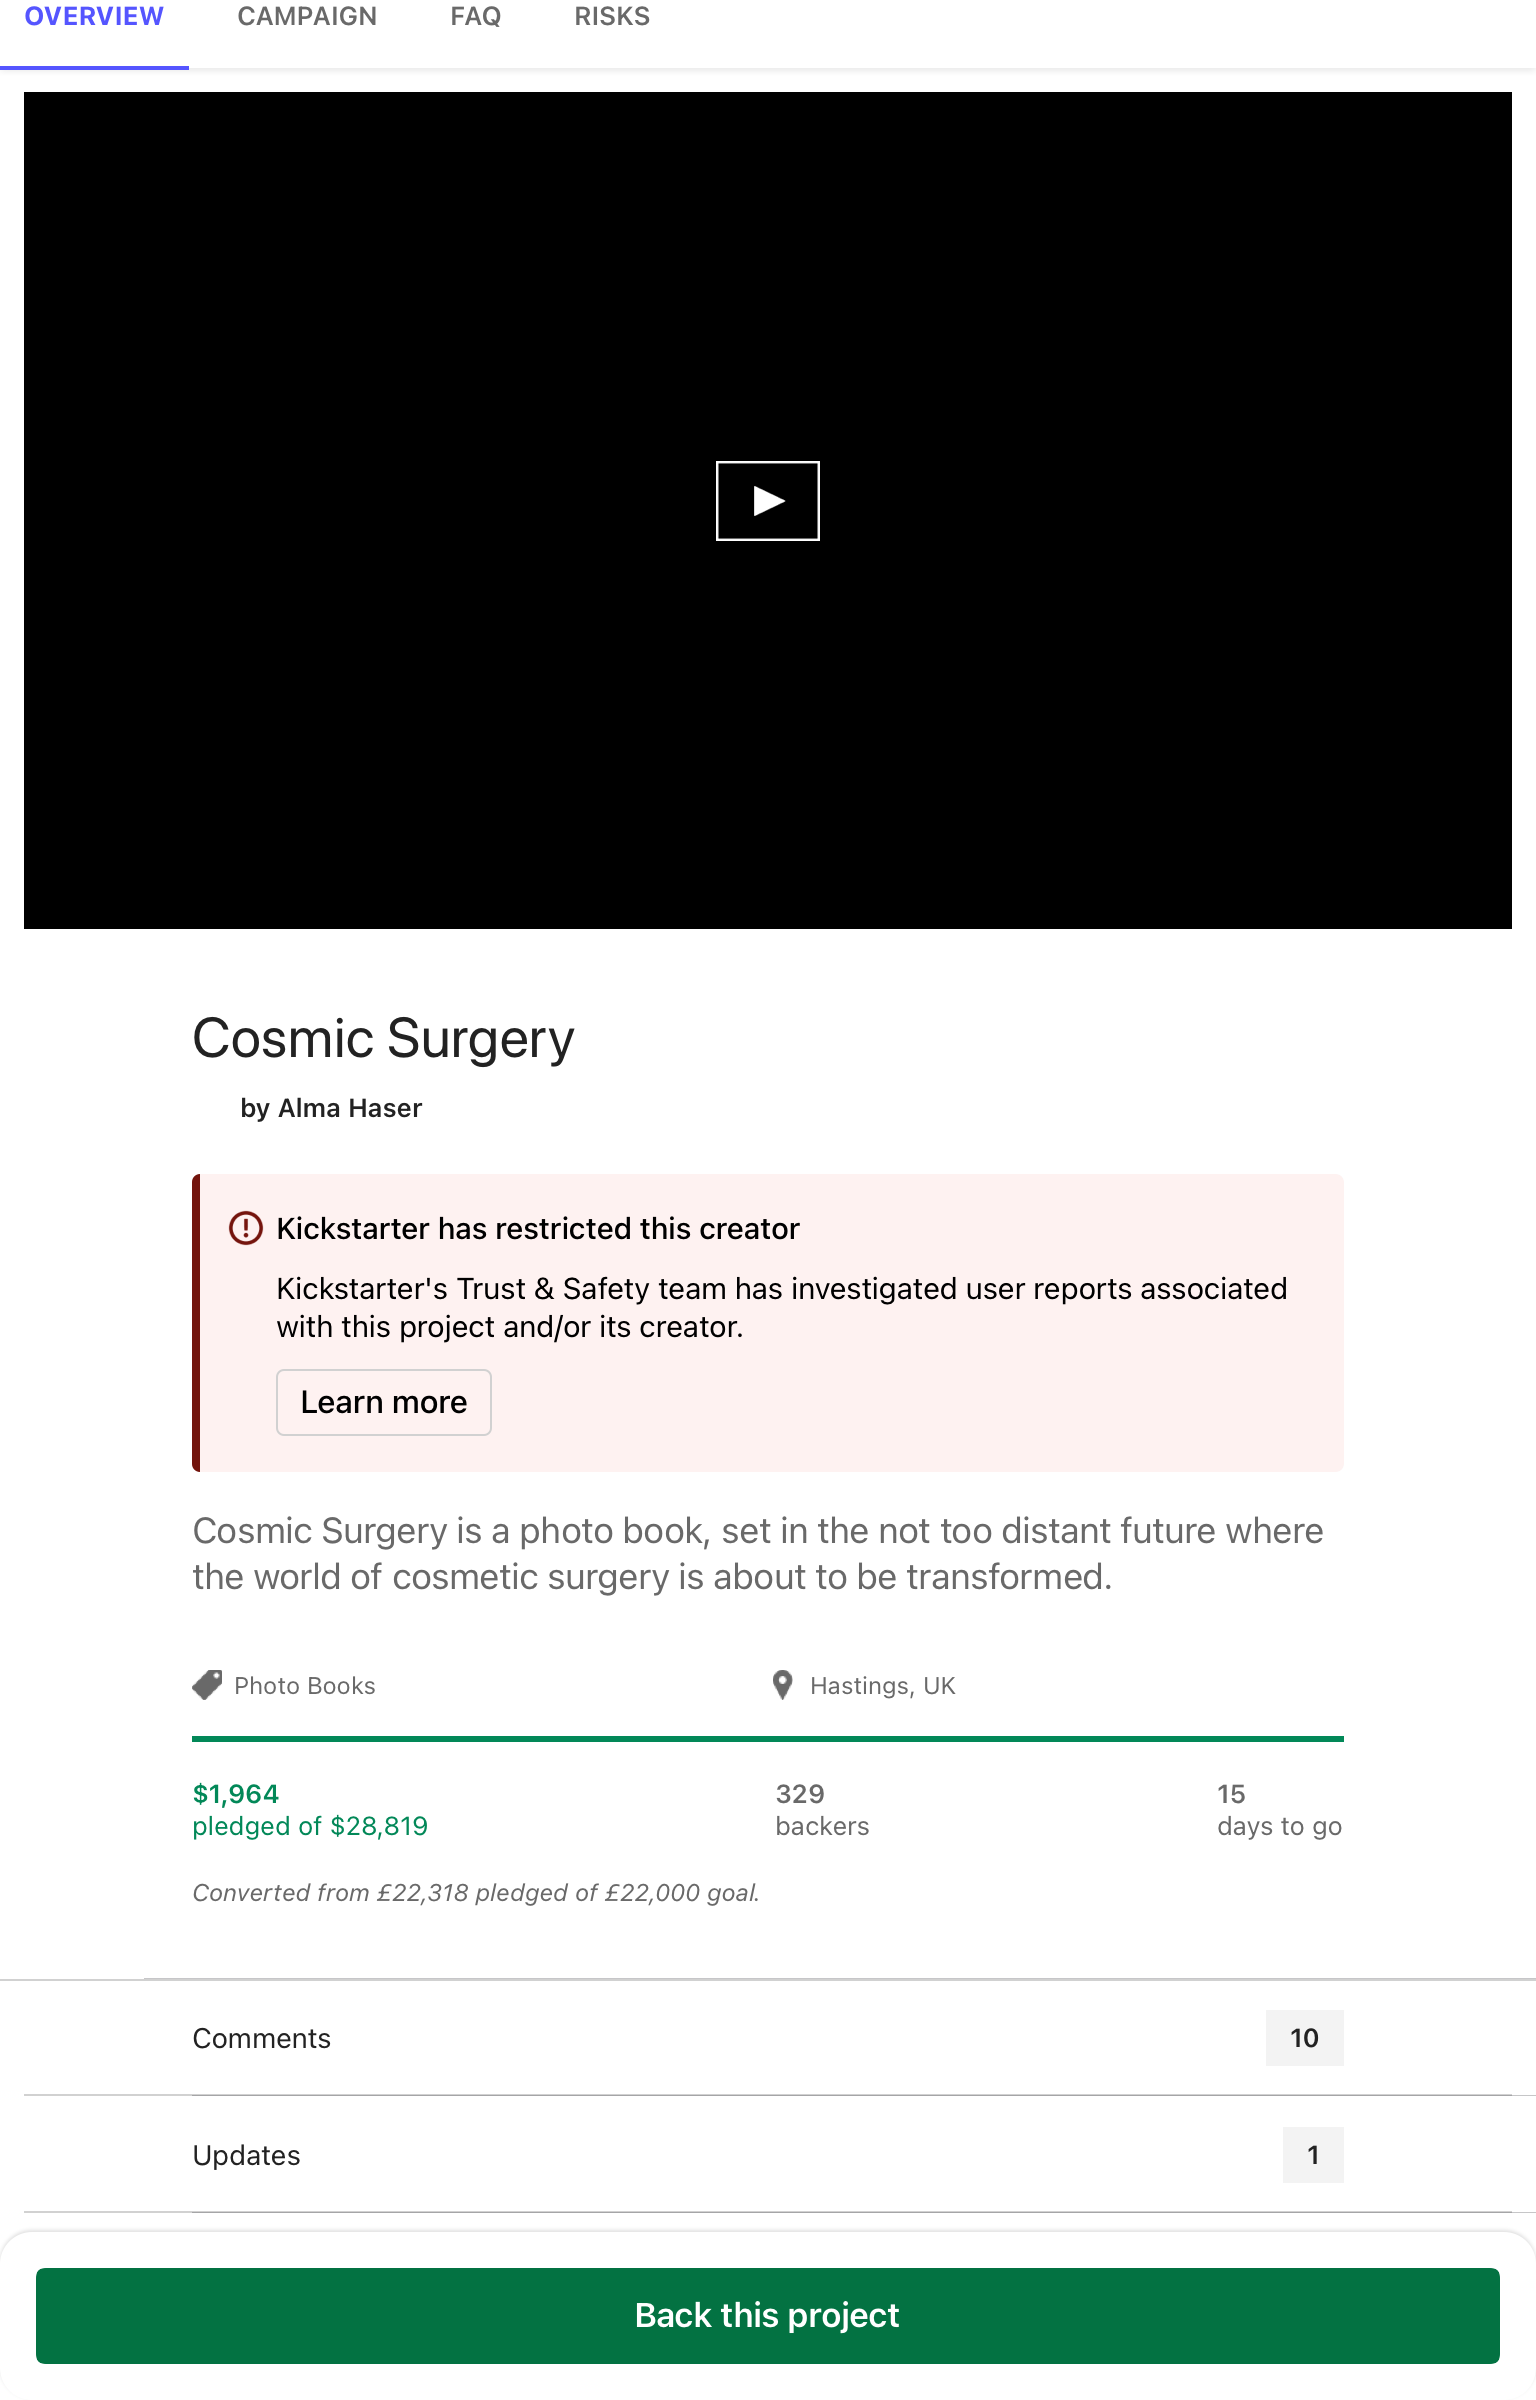 OVERVIEW CAMPAIGN FAQ RISKS
Cosmic Surgery
by Alma Haser
Kickstarter has restricted this creator
Kickstarter's Trust & Safety team has investigated user reports associated
with this project and/or its creator.
Learn more
Cosmic Surgery is a photo book, set in the not too distant future where
the world of cosmetic surgery is about to be transformed.
Photo Books
Hastings, UK
$1,964
pledged of $28,819
329
backers
15
days to go
Converted from £22,318 pledged of £22,000 goal.
Comments 10
Updates 1
Back this project